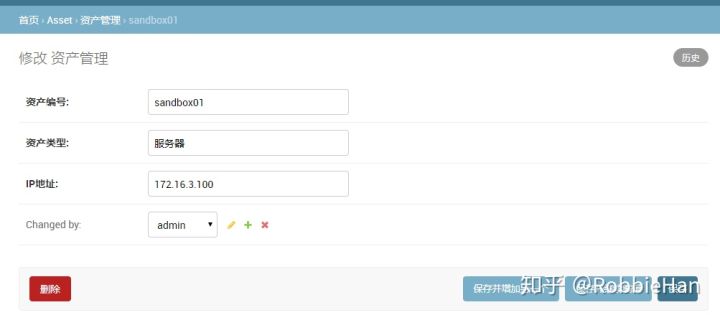 首页 › Asset › 资产管理 › sandbox01
修改 资产管理
历史
资产编号: sandbox01
资产类型: 服务器
IP地址: 172.16.3.100
Changed by: admin
删除
保存并增加
知乎 @RobbieHan